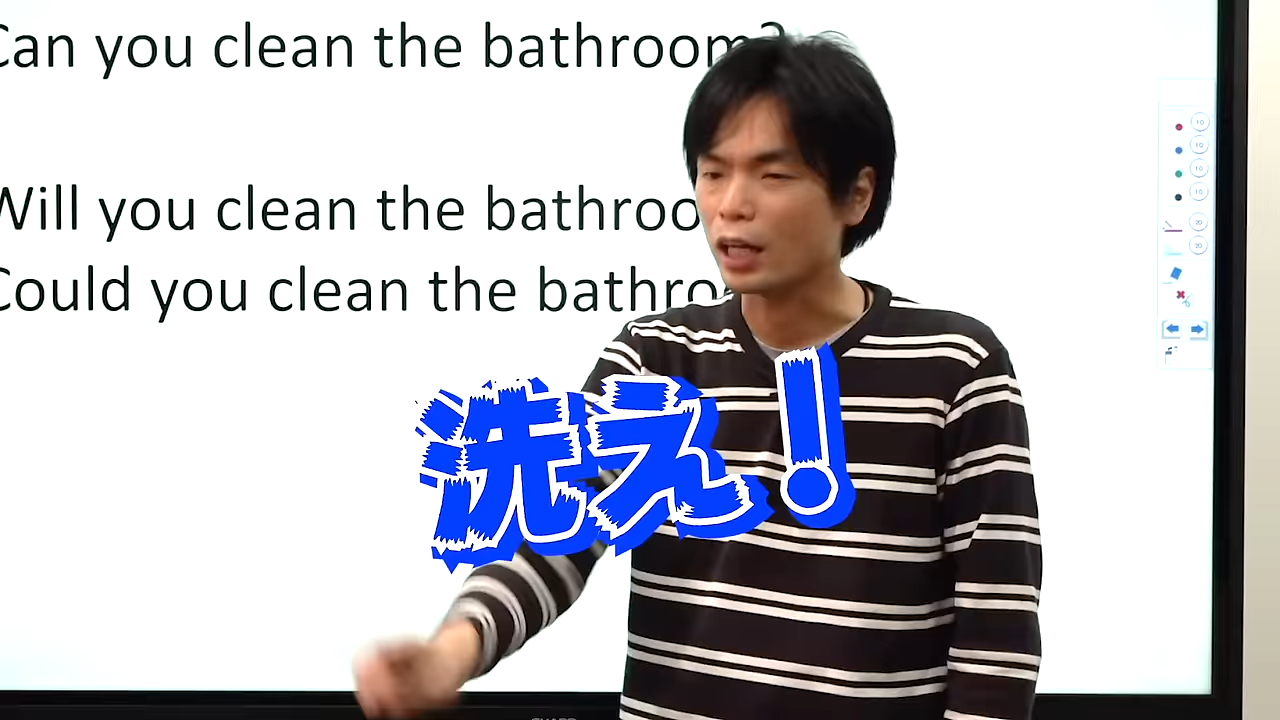 Can you clean the bathroom?
Will you clean the bathroo
Could you clean the bathro
洗え!